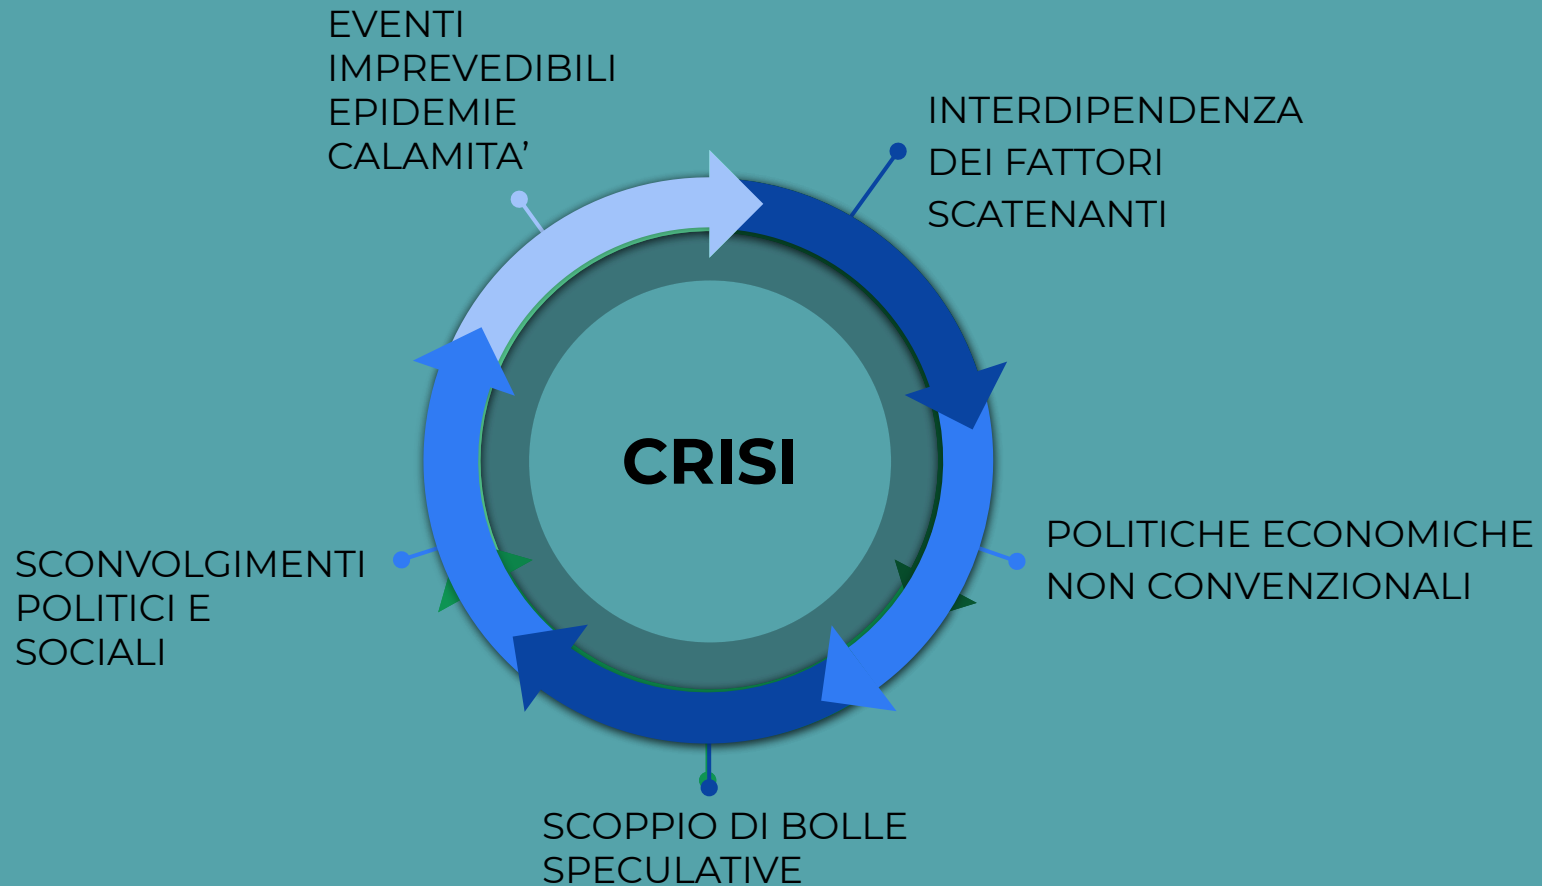 EVENTI
IMPREVEDIBILI
EPIDEMIE
CALAMITA’
INTERDIPENDENZA
DEI FATTORI
SCATENANTI
CRISI
POLITICHE ECONOMICHE
NON CONVENZIONALI
SCONVOLGIMENTI
POLITICI E
SOCIALI
SCOPPIO DI BOLLE
SPECULATIVE